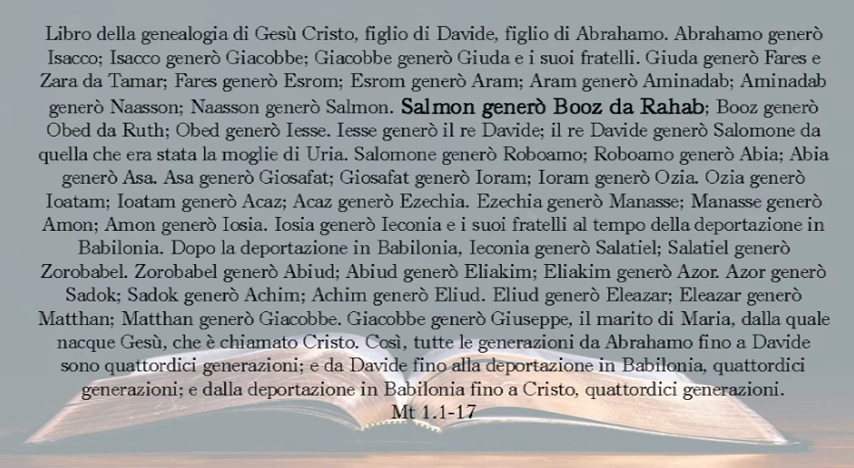 Libro della genealogia di Gesù Cristo, figlio di Davide, figlio di Abrahamo. Abrahamo generò
Isacco; Isacco generò Giacobbe; Giacobbe generò Giuda e i suoi fratelli. Giuda generò Fares e
Zara da Tamar; Fares generò Esrom; Esrom generò Aram; Aram generò Aminadab; Aminadab
generò Naasson; Naasson generò Salmon. Salmon generò Booz da Rahab; Booz generò
Obed da Ruth; Obed generò Iesse. Iesse generò il re Davide; il re Davide generò Salomone da
quella che era stata la moglie di Uria. Salomone generò Roboamo; Roboamo generò Abia; Abia
generò Asa. Asa generò Giosafat; Giosafat generò Ioram; Ioram generò Ozia. Ozia generò
Ioatam; Ioatam generò Acaz; Acaz generò Ezechia. Ezechia generò Manasse; Manasse generò
Amon; Amon generò Iosia. Iosia generò Ieconia e i suoi fratelli al tempo della deportazione in
Babilonia. Dopo la deportazione in Babilonia, Ieconia generò Salatiel; Salatiel generò
Zorobabel. Zorobabel generò Abiud; Abiud generò Eliakim; Eliakim generò Azor. Azor generò
Sadok; Sadok generò Achim; Achim generò Eliud. Eliud generò Eleazar; Eleazar generò
Matthan; Matthan generò Giacobbe. Giacobbe generò Giuseppe, il marito di Maria, dalla quale
nacque Gesù, che è chiamato Cristo. Così, tutte le generazioni da Abrahamo fino a Davide
sono quattordici generazioni; e da Davide fino alla deportazione in Babilonia, quattordici
generazioni; e dalla deportazione in Babilonia fino a Cristo, quattordici generazioni.
Mt 1.1-17